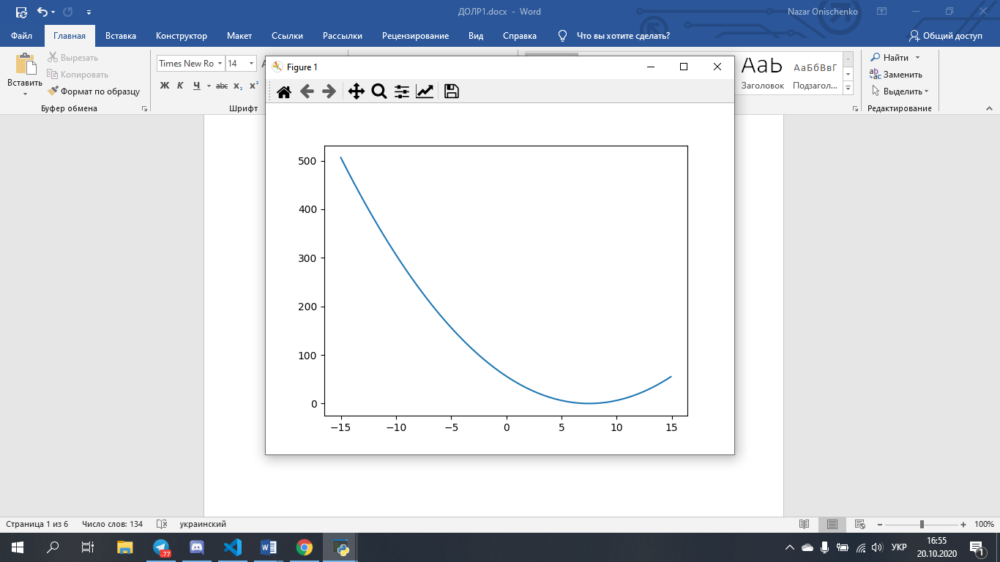 ДОЛР1.docx - Word
Nazar Onischenko
Файл Главная Вставка Конструктор Макет Ссылки Рассылки Рецензирование Вид Справка Что вы хотите сделать? Общий доступ
Вставить
Вырезать
Копировать
Формат по образцу
Буфер обмена
Times New Ro 14
Ж К Ч abc x₂ x²
Шрифт
АаБ АаБбВвГ
Заголовок Подзагол...
Найти
Заменить
Выделить
Редактирование
Figure 1
500
400
300
200
100
0
−15 −10 −5 0 5 10 15
Страница 1 из 6 Число слов: 134 украинский 100%
77
УКР
16:55
20.10.2020
1